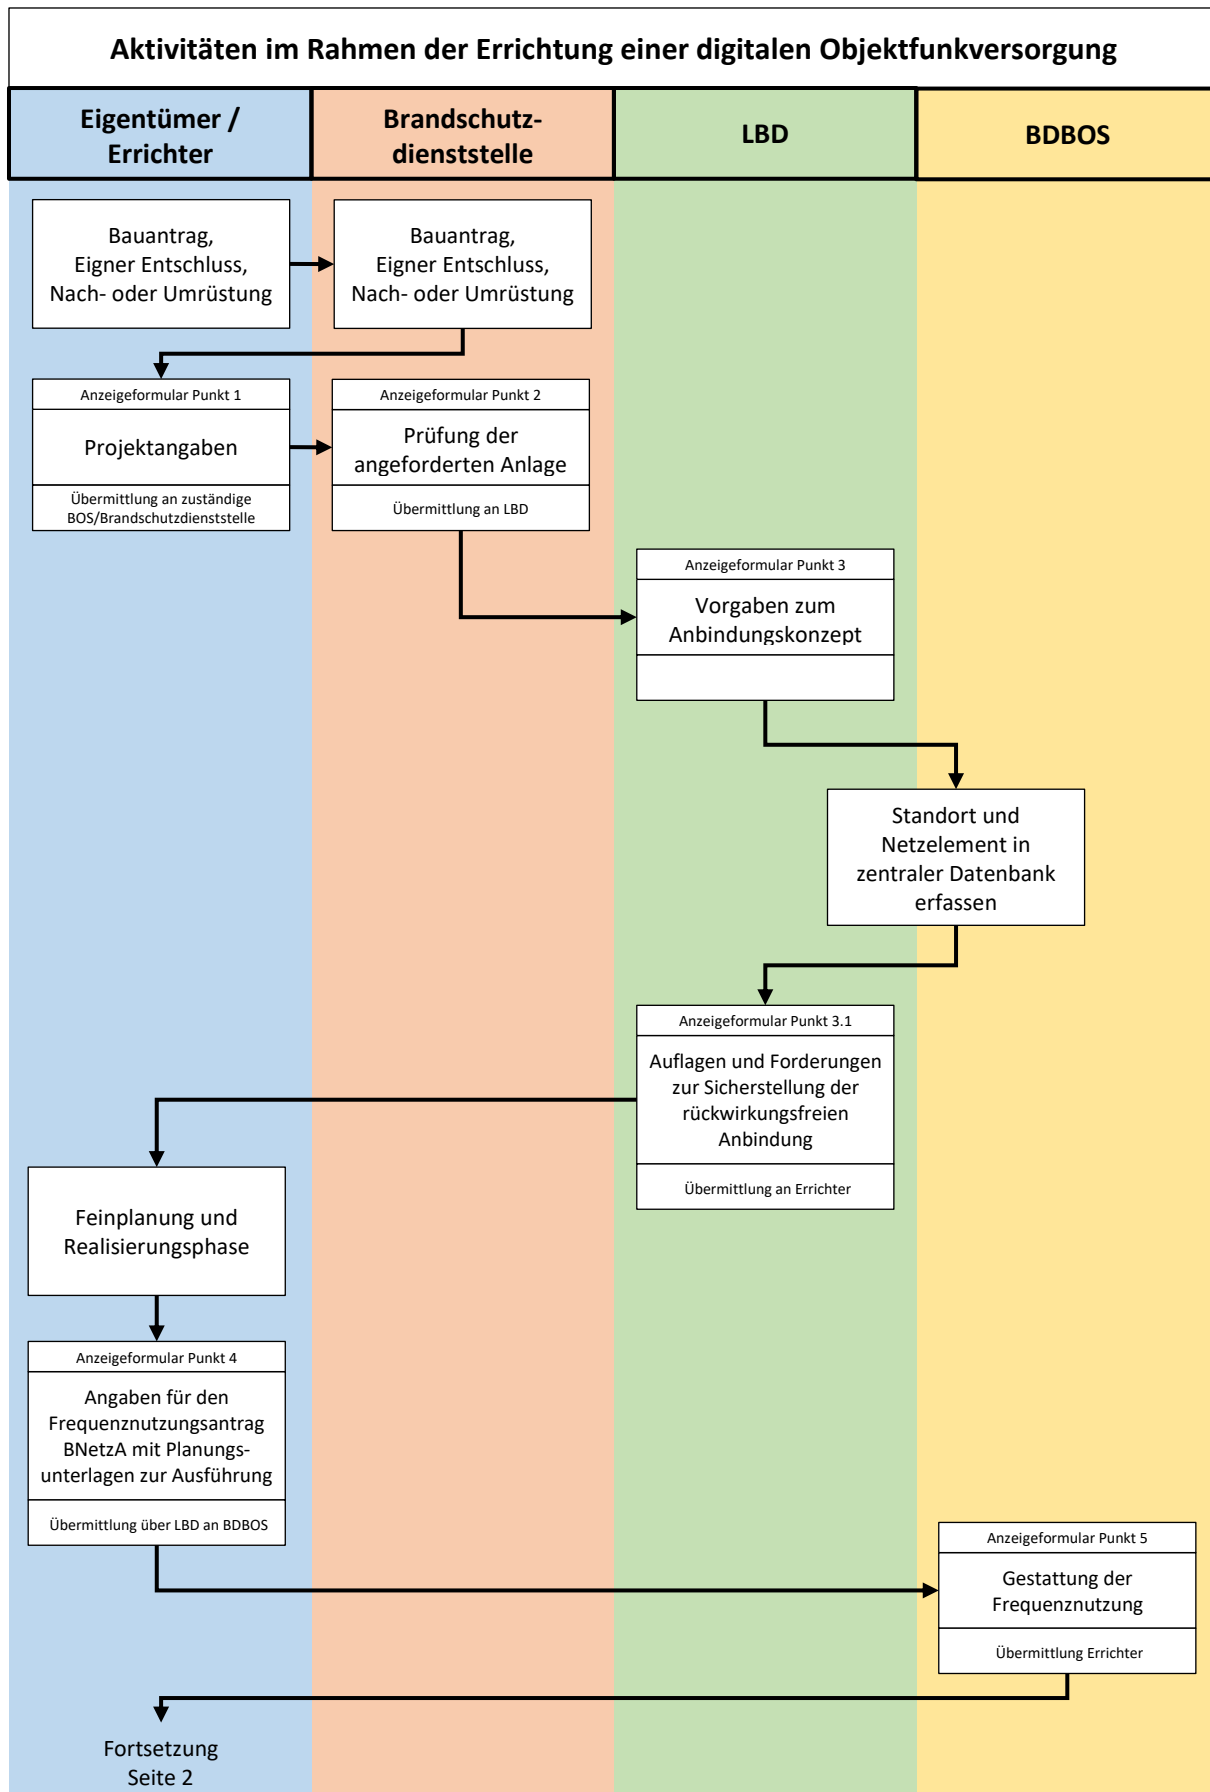 Aktivitäten im Rahmen der Errichtung einer digitalen Objektfunkversorgung
Eigentümer /
Errichter
Brandschutz-
dienststelle
LBD
BDBOS
Bauantrag,
Eigner Entschluss,
Nach- oder Umrüstung
Bauantrag,
Eigner Entschluss,
Nach- oder Umrüstung
Anzeigeformular Punkt 1
Projektangaben
Übermittlung an zuständige
BOS/Brandschutzdienststelle
Anzeigeformular Punkt 2
Prüfung der
angeforderten Anlage
Übermittlung an LBD
Anzeigeformular Punkt 3
Vorgaben zum
Anbindungskonzept
Standort und
Netzelement in
zentraler Datenbank
erfassen
Anzeigeformular Punkt 3.1
Auflagen und Forderungen
zur Sicherstellung der
rückwirkungsfreien
Anbindung
Übermittlung an Errichter
Feinplanung und
Realisierungsphase
Anzeigeformular Punkt 4
Angaben für den
Frequenznutzungsantrag
BNetzA mit Planungs-
unterlagen zur Ausführung
Übermittlung über LBD an BDBOS
Anzeigeformular Punkt 5
Gestattung der
Frequenznutzung
Übermittlung Errichter
Fortsetzung
Seite 2